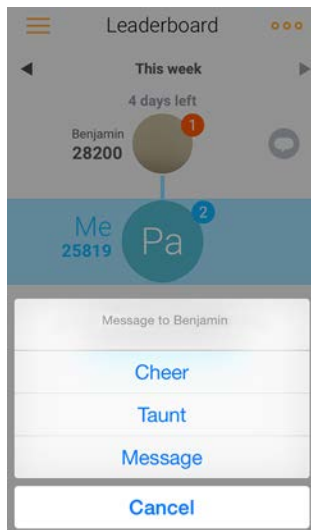 Leaderboard
This week
4 days left
1
Benjamin
28200
2
Me
25819
Pa
Message to Benjamin
Cheer
Taunt
Message
Cancel